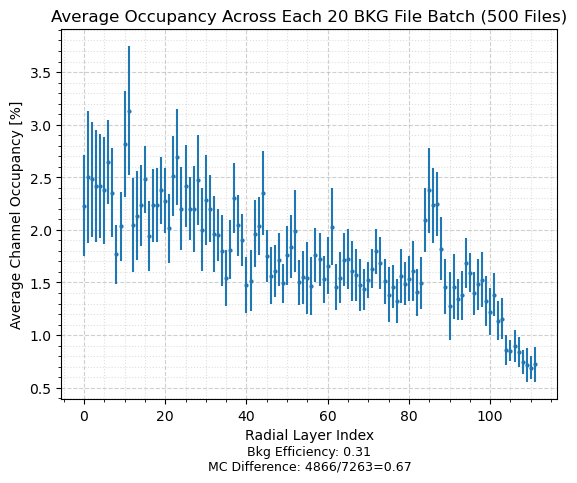 Average Occupancy Across Each 20 BKG File Batch (500 Files)
Average Channel Occupancy [%]
3.5
3.0
2.5
2.0
1.5
1.0
0.5
0 20 40 60 80 100
Radial Layer Index
Bkg Efficiency: 0.31
MC Difference: 4866/7263=0.67